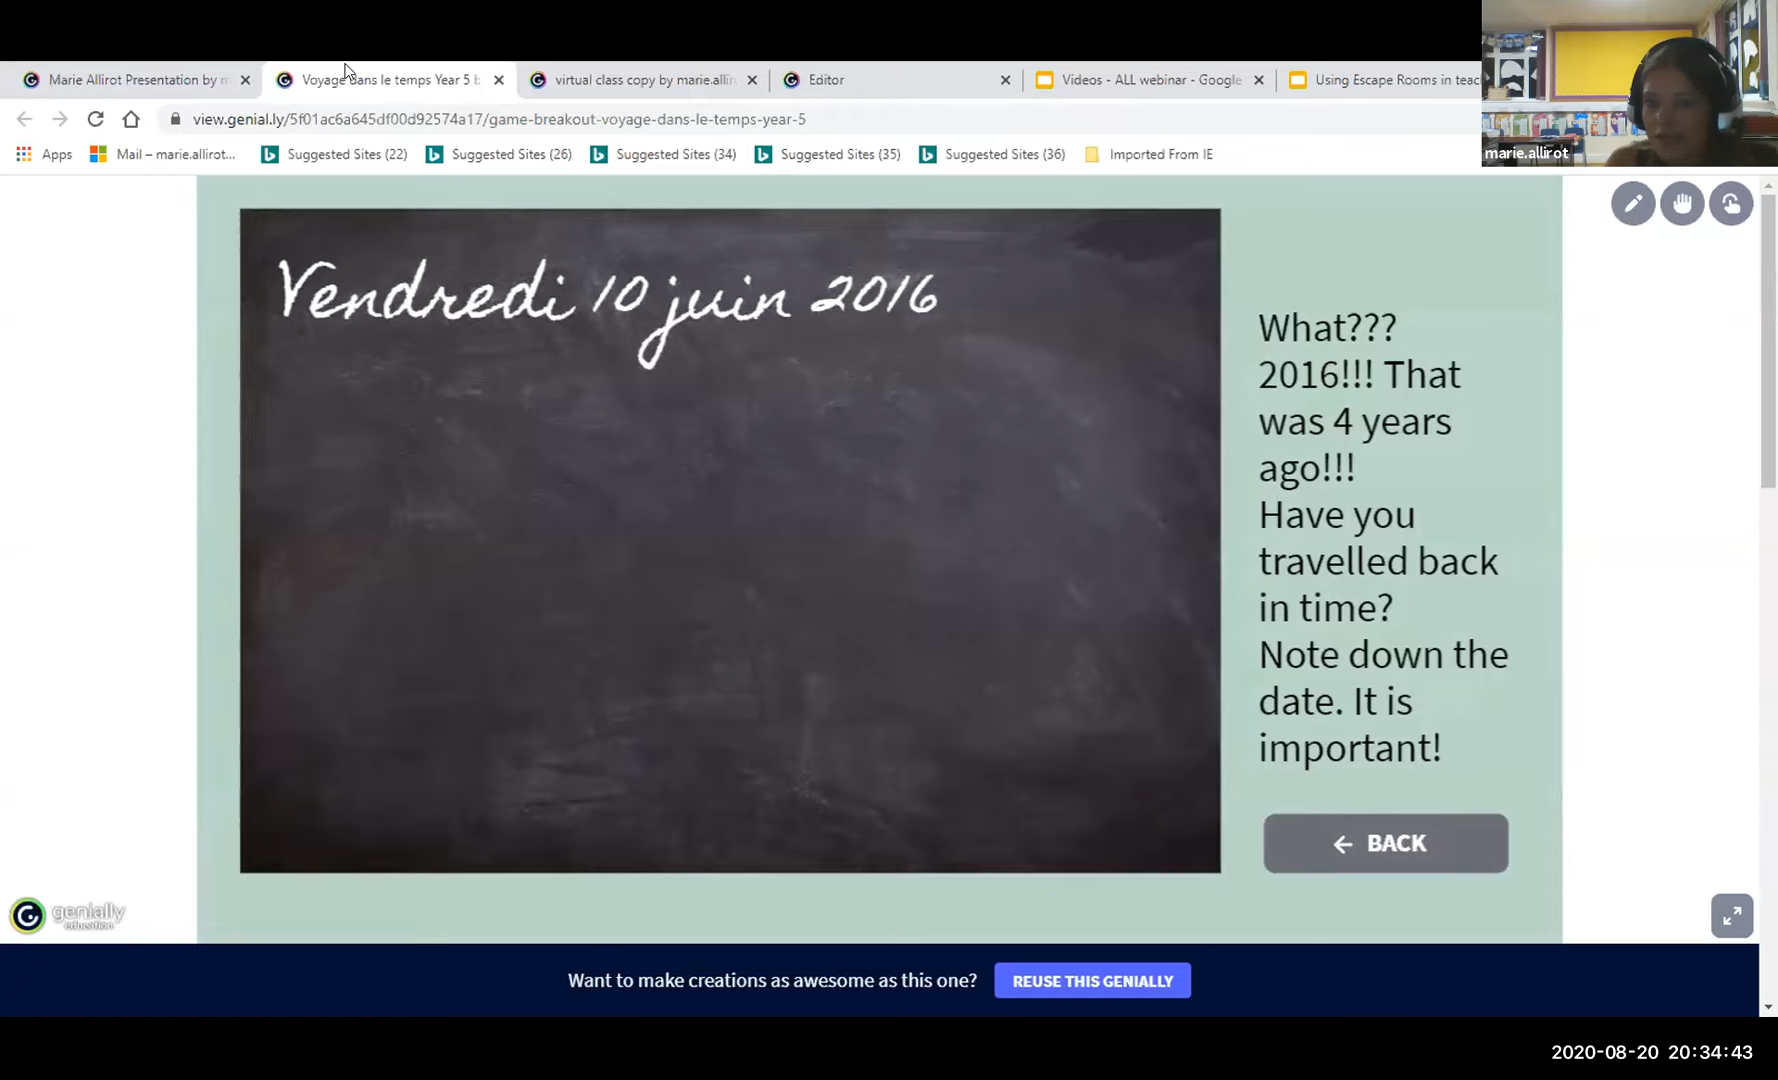 Marie Allirot Presentation by m
Voyage dans le temps Year 5 b
virtual class copy by marie.alliro
Editor
Videos - ALL webinar - Google
Using Escape Rooms in teac
view.genial.ly/5f01ac6a645df00d92574a17/game-breakout-voyage-dans-le-temps-year-5
Apps
Mail – marie.allirot...
Suggested Sites (22)
Suggested Sites (26)
Suggested Sites (34)
Suggested Sites (35)
Suggested Sites (36)
Imported From IE
marie.allirot
Vendredi 10 juin 2016
What???
2016!!! That
was 4 years
ago!!!
Have you
travelled back
in time?
Note down the
date. It is
important!
← BACK
genially
education
Want to make creations as awesome as this one?
REUSE THIS GENIALLY
2020-08-20 20:34:43